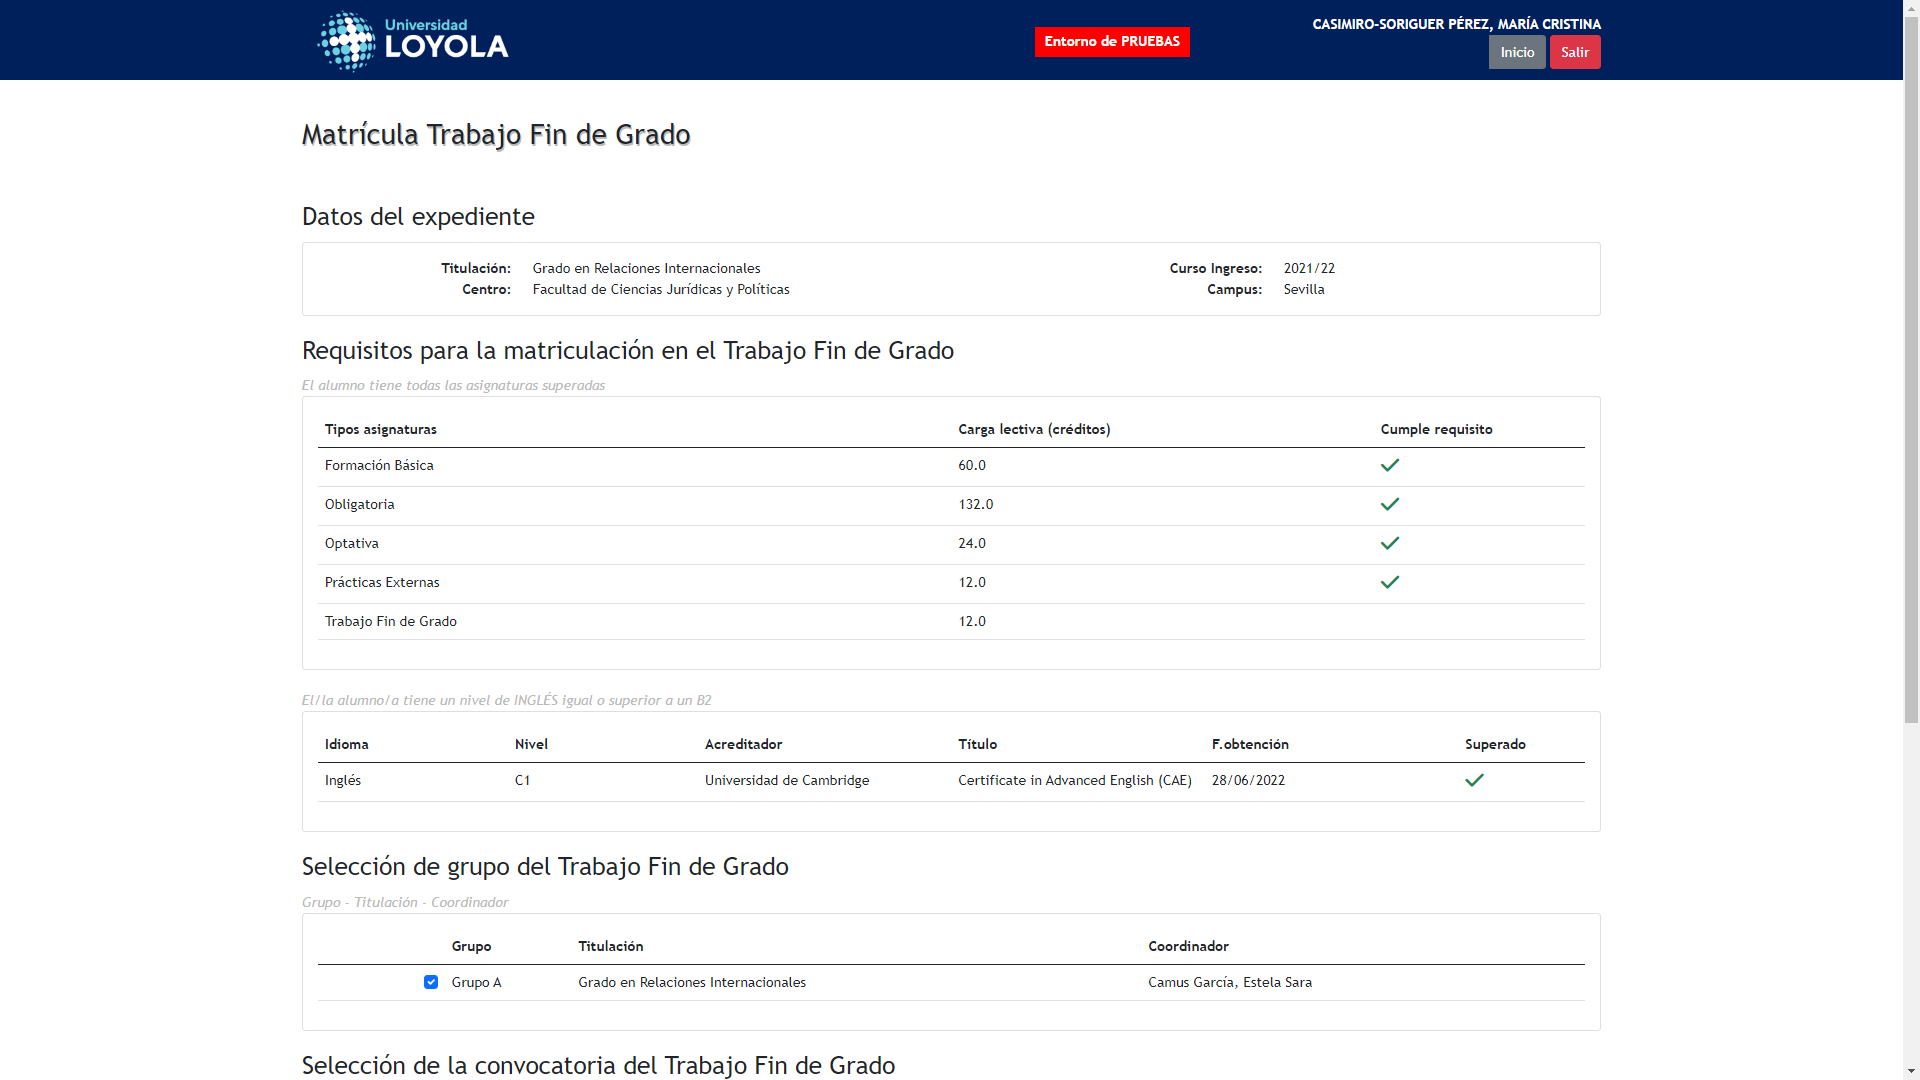 Universidad
LOYOLA
Entorno de PRUEBAS
CASIMIRO-SORIGUER PÉREZ, MARÍA CRISTINA
Inicio Salir
Matrícula Trabajo Fin de Grado
Datos del expediente
Titulación: Grado en Relaciones Internacionales Curso Ingreso: 2021/22
Centro: Facultad de Ciencias Jurídicas y Políticas Campus: Sevilla
Requisitos para la matriculación en el Trabajo Fin de Grado
El alumno tiene todas las asignaturas superadas
Tipos asignaturas Carga lectiva (créditos) Cumple requisito
Formación Básica 60.0
Obligatoria 132.0
Optativa 24.0
Prácticas Externas 12.0
Trabajo Fin de Grado 12.0
El/la alumno/a tiene un nivel de INGLÉS igual o superior a un B2
Idioma Nivel Acreditador Título F.obtención Superado
Inglés C1 Universidad de Cambridge Certificate in Advanced English (CAE) 28/06/2022
Selección de grupo del Trabajo Fin de Grado
Grupo - Titulación - Coordinador
Grupo Titulación Coordinador
Grupo A Grado en Relaciones Internacionales Camus García, Estela Sara
Selección de la convocatoria del Trabajo Fin de Grado